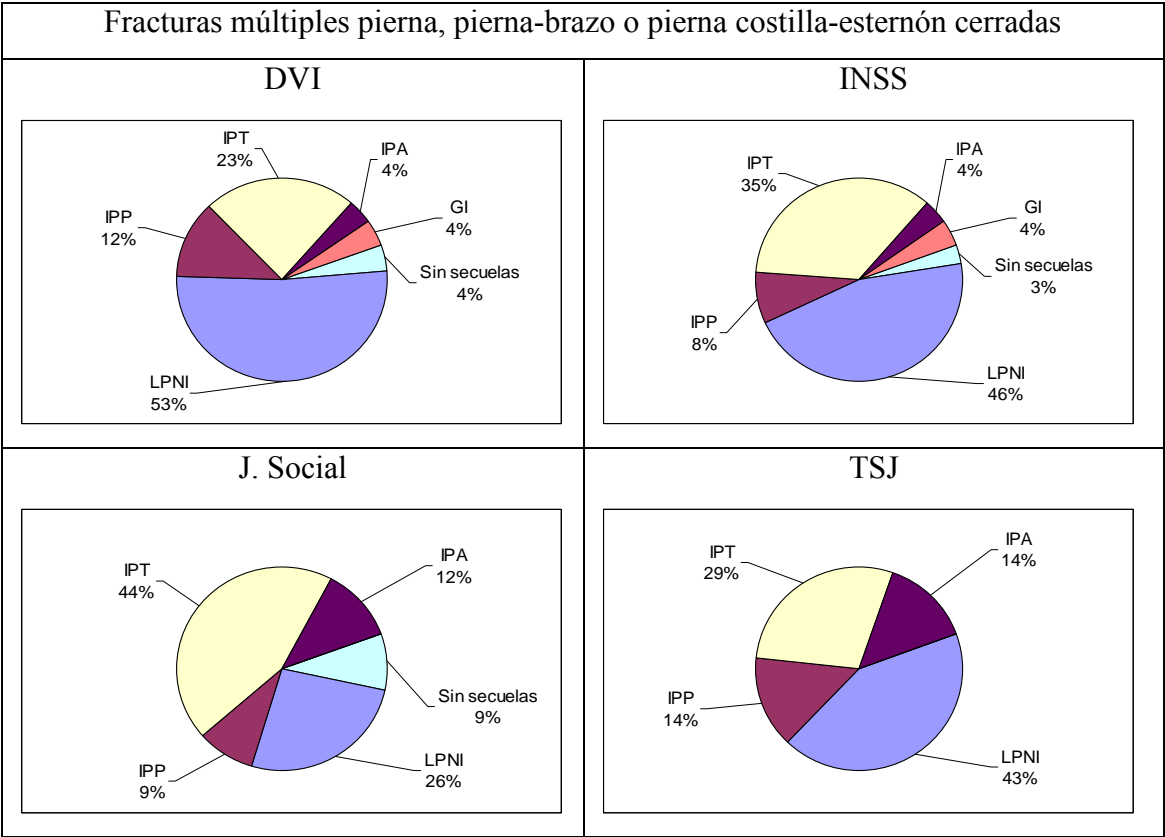 Fracturas múltiples pierna, pierna-brazo o pierna costilla-esternón cerradas
DVI
IPT
23%
IPA
4%
GI
4%
IPP
12%
Sin secuelas
4%
LPNI
53%
INSS
IPT
35%
IPA
4%
GI
4%
Sin secuelas
3%
IPP
8%
LPNI
46%
J. Social
IPT
44%
IPA
12%
Sin secuelas
9%
IPP
9%
LPNI
26%
TSJ
IPT
29%
IPA
14%
IPP
14%
LPNI
43%